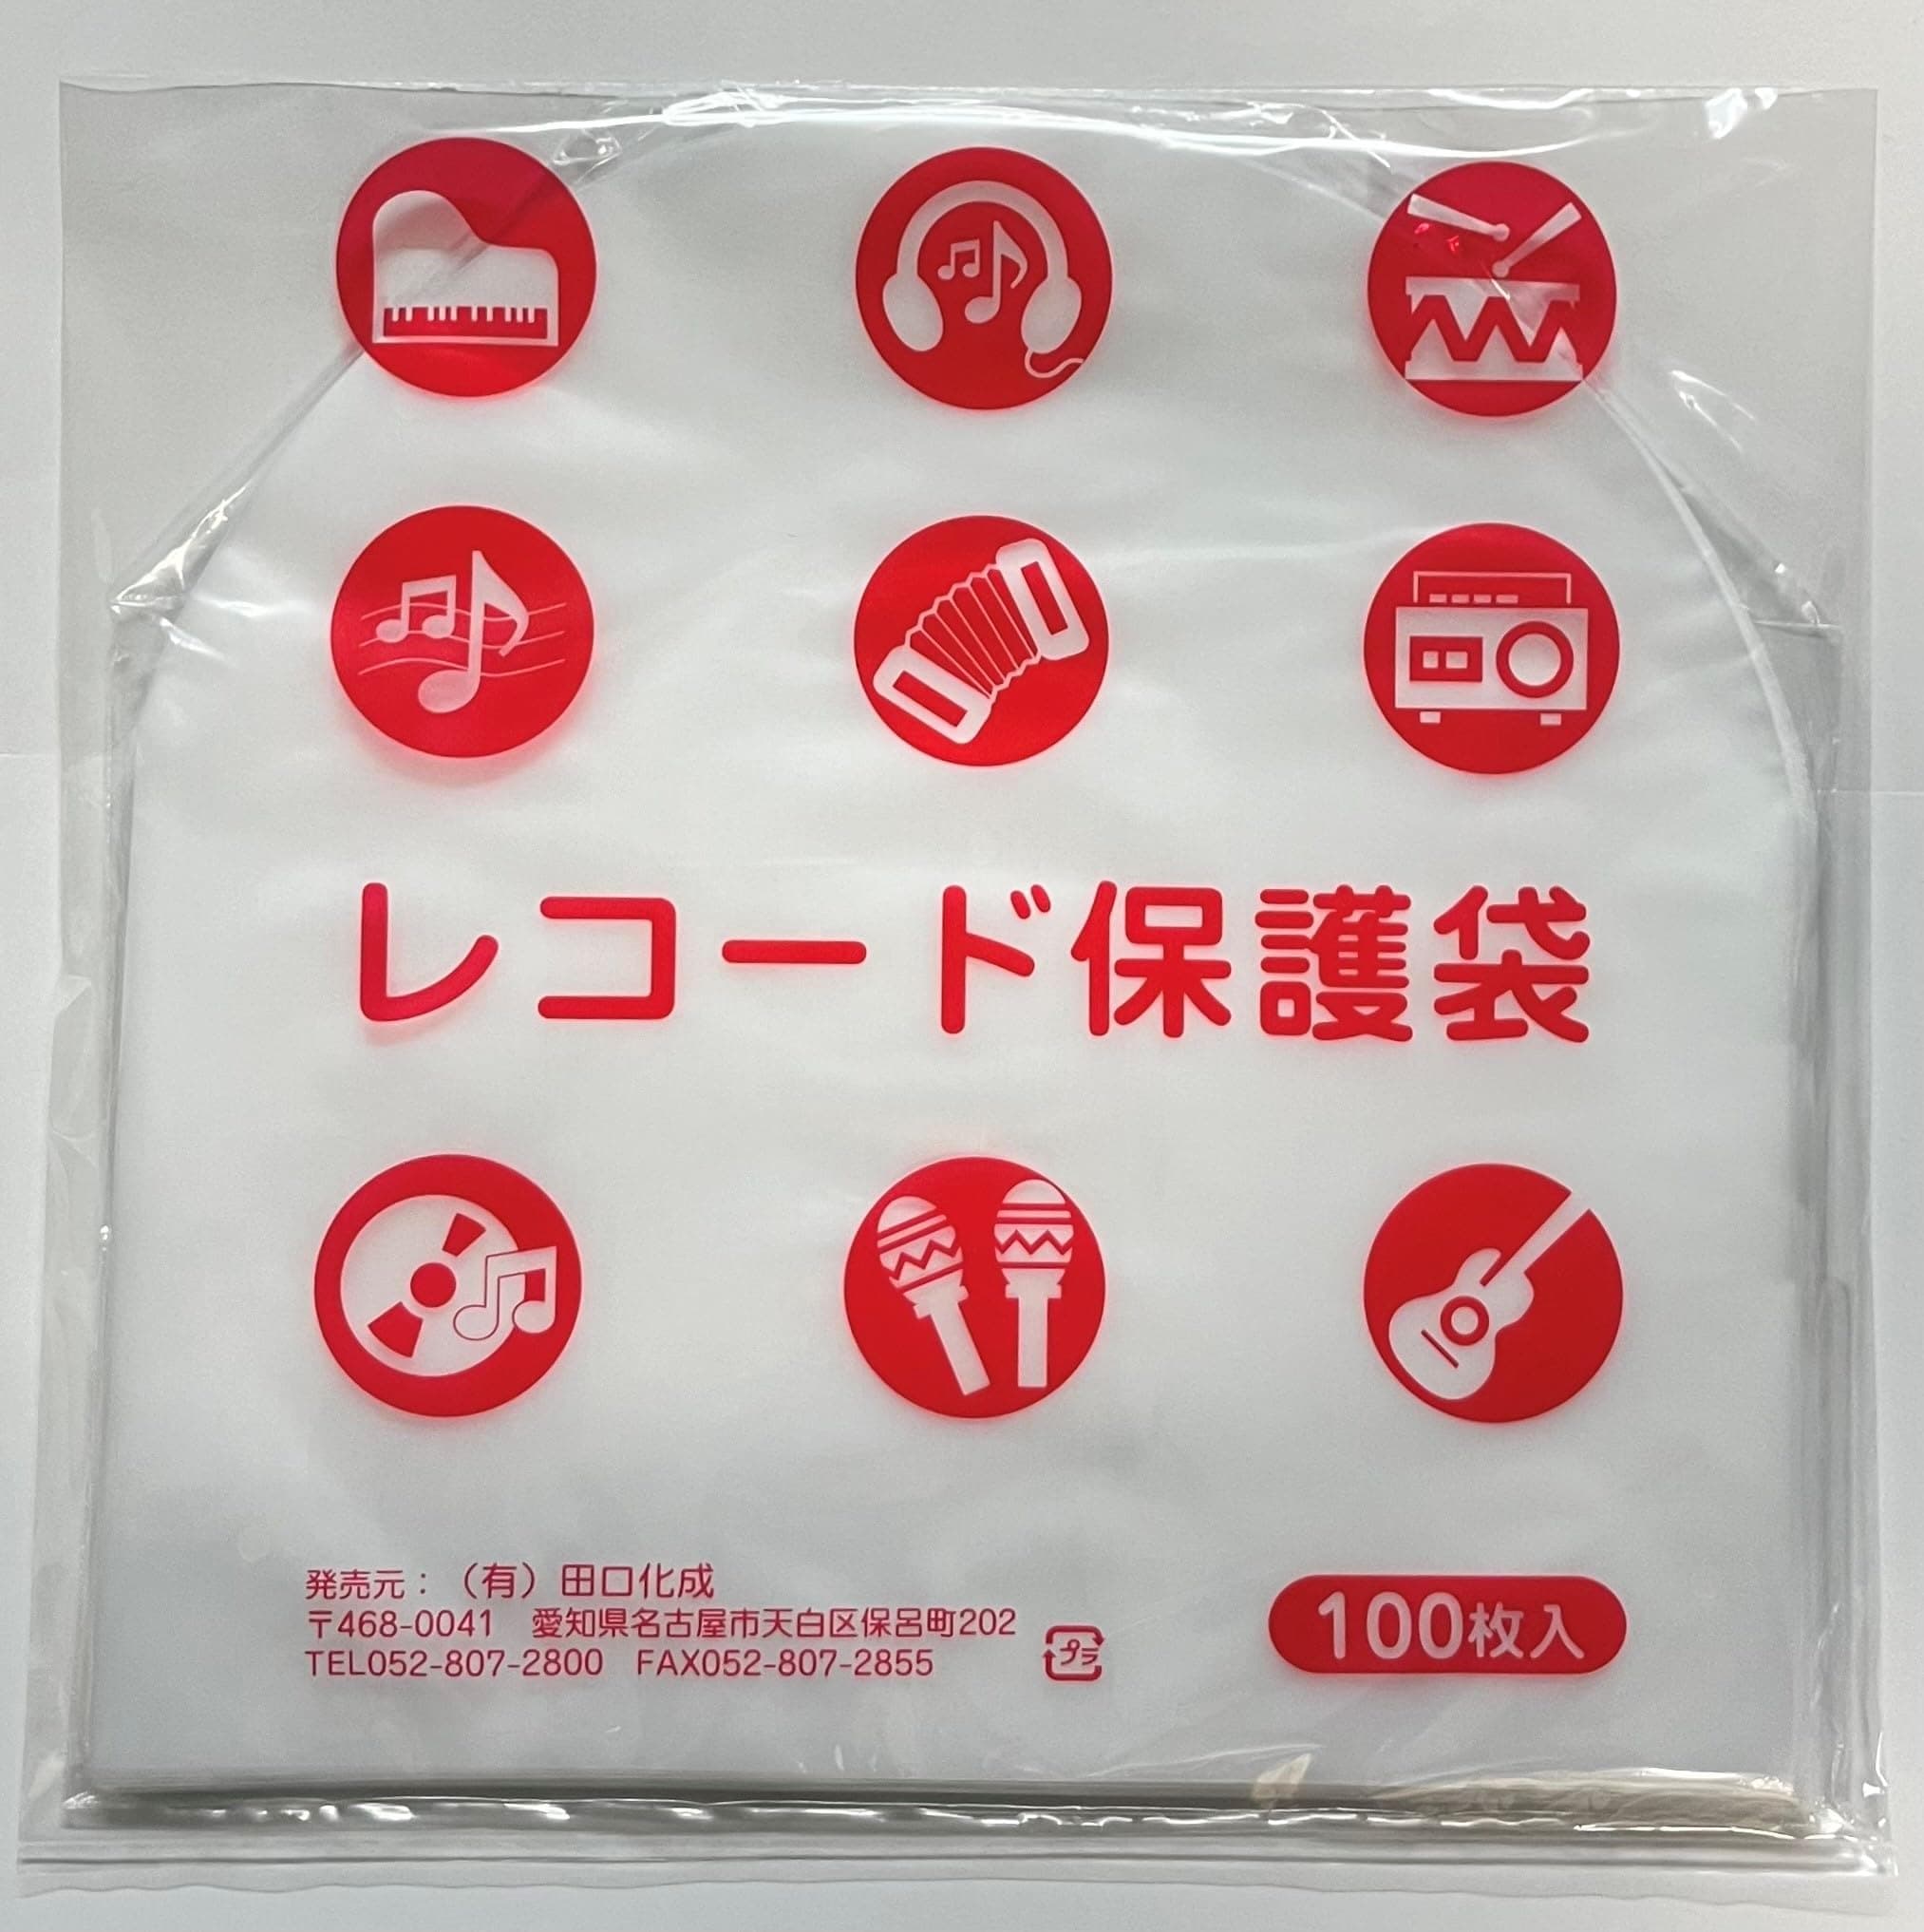 レコード保護袋
発売元：（有）田口化成
〒468-0041　愛知県名古屋市天白区保呂町202
TEL052-807-2800　FAX052-807-2855
プラ
100枚入